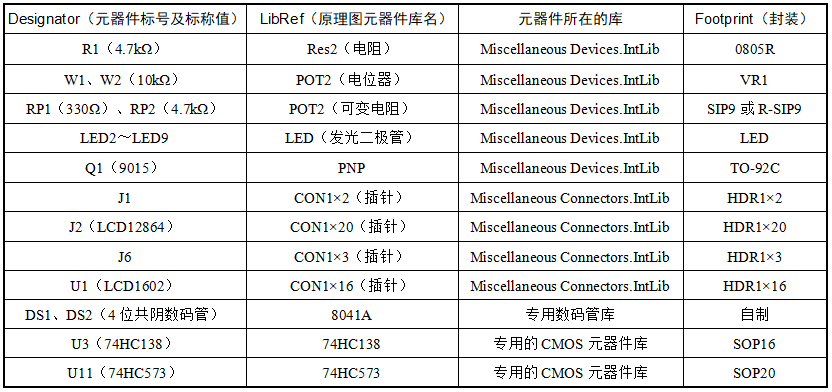 Designator（元器件标号及标称值） LibRef（原理图元器件库名） 元器件所在的库 Footprint（封装）
R1（4.7kΩ） Res2（电阻） Miscellaneous Devices.IntLib 0805R
W1、W2（10kΩ） POT2（电位器） Miscellaneous Devices.IntLib VR1
RP1（330Ω）、RP2（4.7kΩ） POT2（可变电阻） Miscellaneous Devices.IntLib SIP9 或 R-SIP9
LED2～LED9 LED（发光二极管） Miscellaneous Devices.IntLib LED
Q1（9015） PNP Miscellaneous Devices.IntLib TO-92C
J1 CON1×2（插针） Miscellaneous Connectors.IntLib HDR1×2
J2（LCD12864） CON1×20（插针） Miscellaneous Connectors.IntLib HDR1×20
J6 CON1×3（插针） Miscellaneous Connectors.IntLib HDR1×3
U1（LCD1602） CON1×16（插针） Miscellaneous Connectors.IntLib HDR1×16
DS1、DS2（4 位共阴数码管） 8041A 专用数码管库 自制
U3（74HC138） 74HC138 专用的 CMOS 元器件库 SOP16
U11（74HC573） 74HC573 专用的 CMOS 元器件库 SOP20